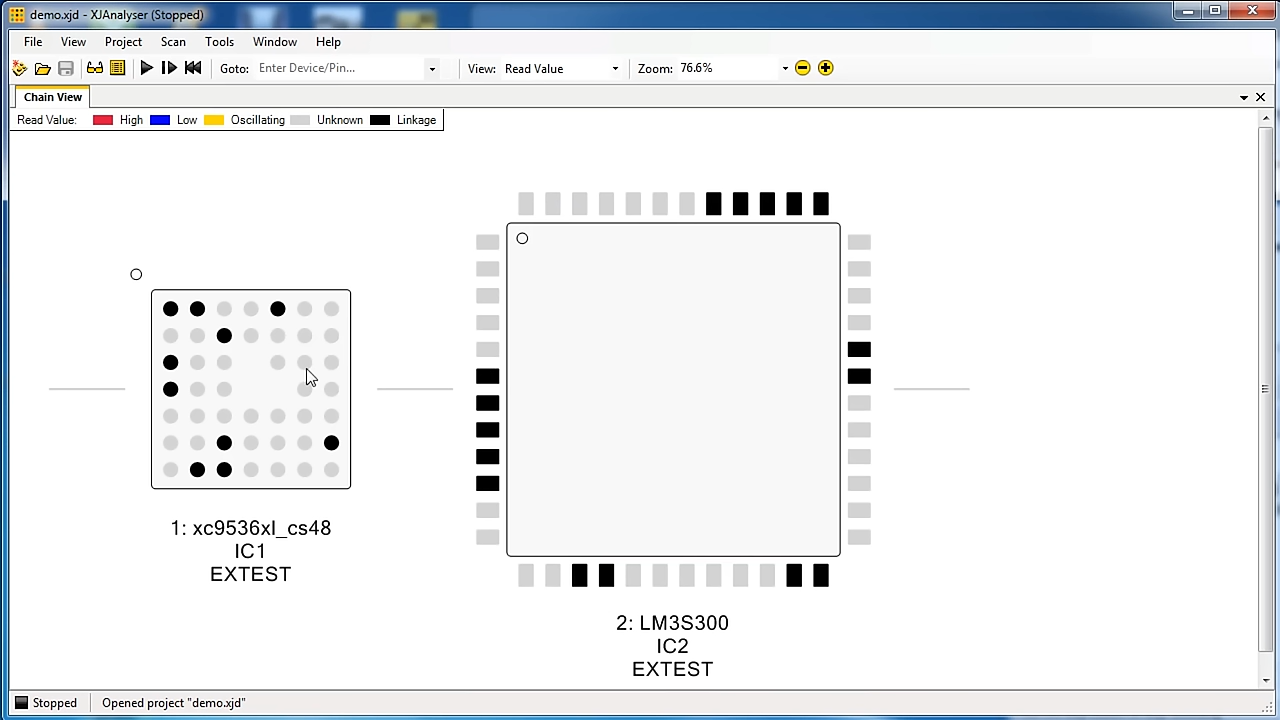 demo.xjd - XJAnalyser (Stopped)
File View Project Scan Tools Window Help
Goto: Enter Device/Pin... View: Read Value Zoom: 76.6%
Chain View
Read Value: High Low Oscillating Unknown Linkage
1: xc9536xl_cs48
IC1
EXTEST
2: LM3S300
IC2
EXTEST
Stopped Opened project "demo.xjd"